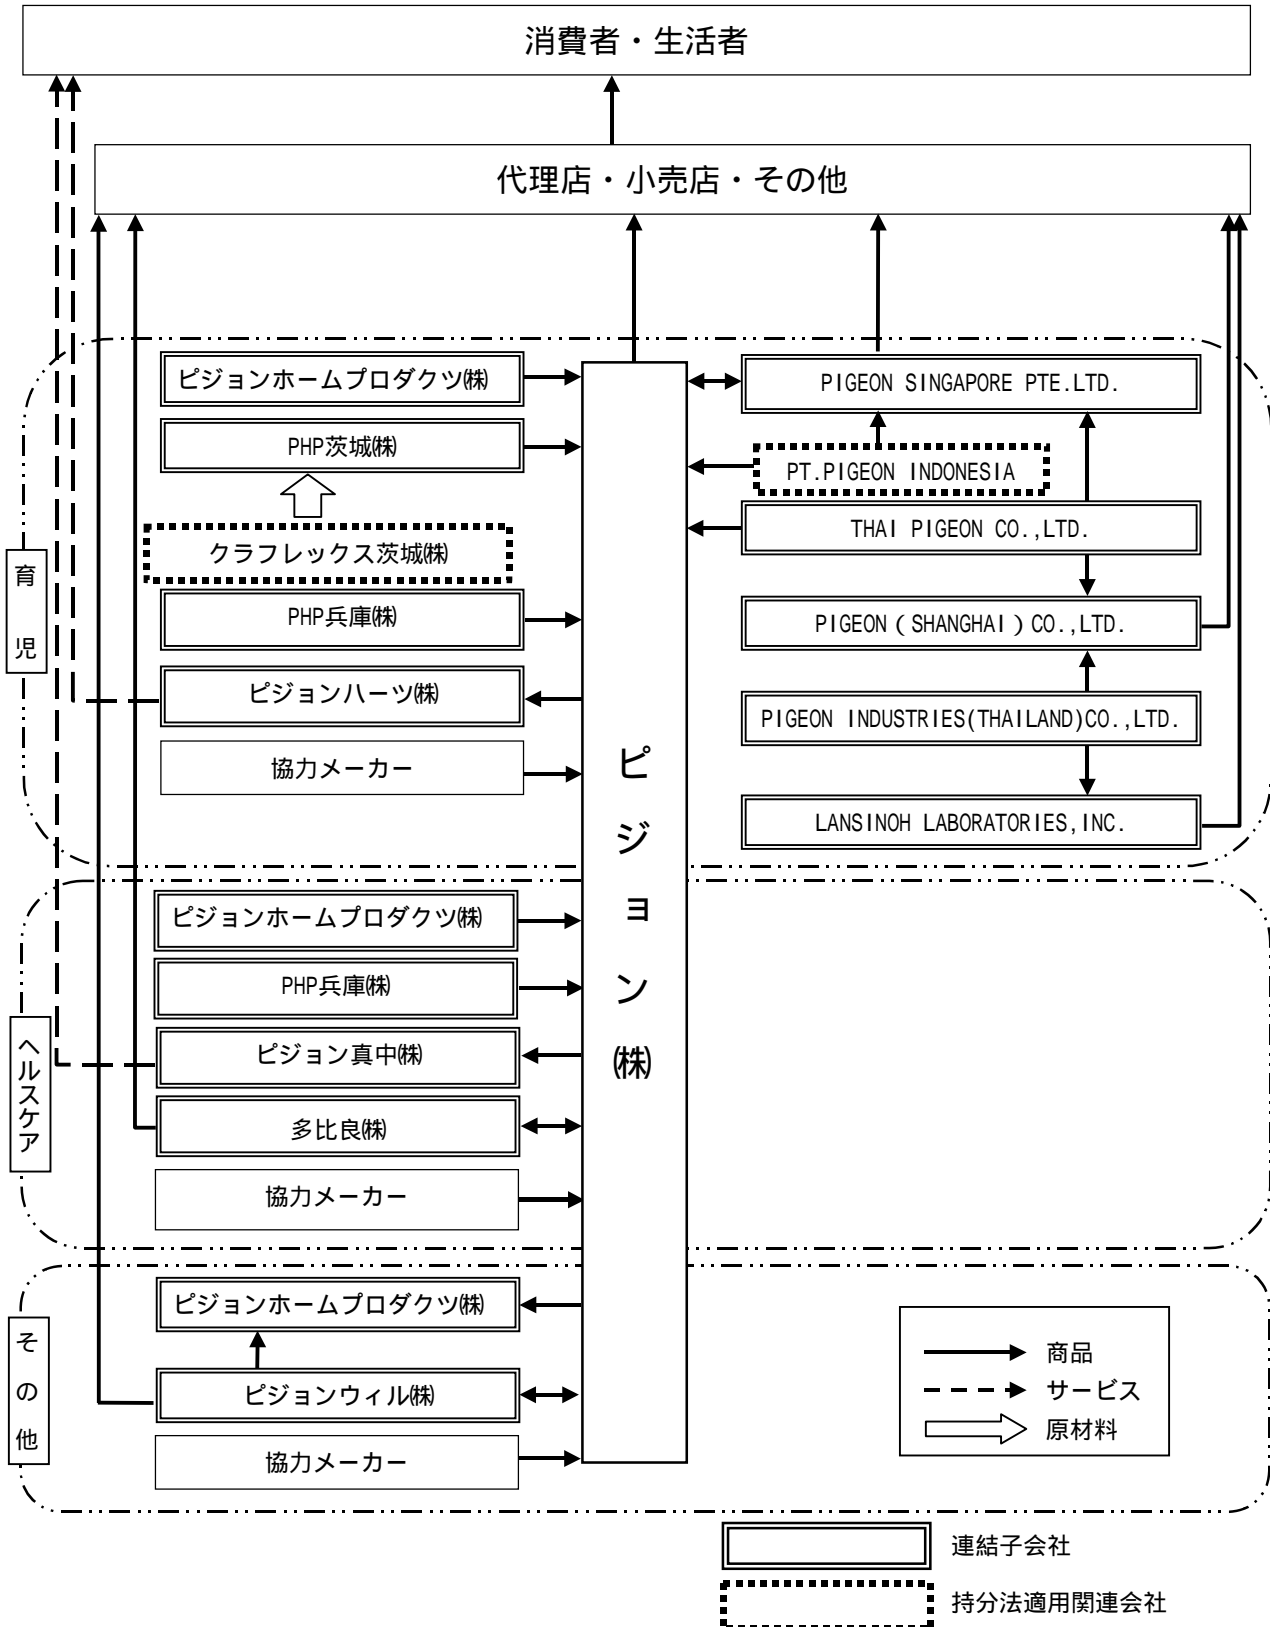 消費者・生活者
代理店・小売店・その他
育児
ピジョンホームプロダクツ㈱
PHP茨城㈱
クラフレックス茨城㈱
PHP兵庫㈱
ピジョンハーツ㈱
協力メーカー
ピジョン㈱
PIGEON SINGAPORE PTE.LTD.
PT.PIGEON INDONESIA
THAI PIGEON CO.,LTD.
PIGEON（SHANGHAI）CO.,LTD.
PIGEON INDUSTRIES(THAILAND)CO.,LTD.
LANSINOH LABORATORIES,INC.
ヘルスケア
ピジョンホームプロダクツ㈱
PHP兵庫㈱
ピジョン真中㈱
多比良㈱
協力メーカー
その他
ピジョンホームプロダクツ㈱
ピジョンウィル㈱
協力メーカー
商品
サービス
原材料
連結子会社
持分法適用関連会社